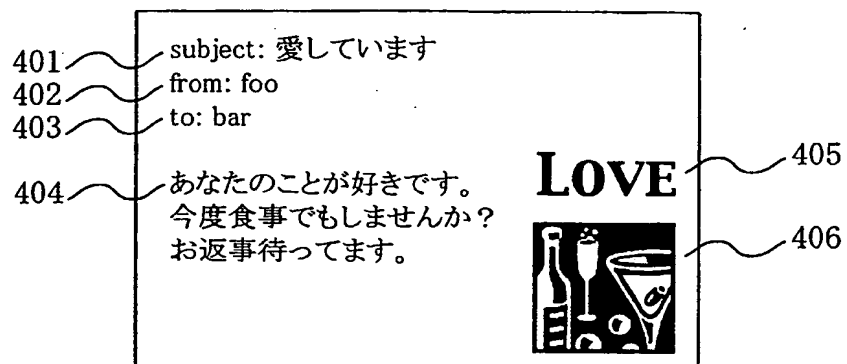 401 subject: 愛しています
402 from: foo
403 to: bar
404 あなたのことが好きです。
今度食事でもしませんか？
お返事待ってます。
LOVE 405
406